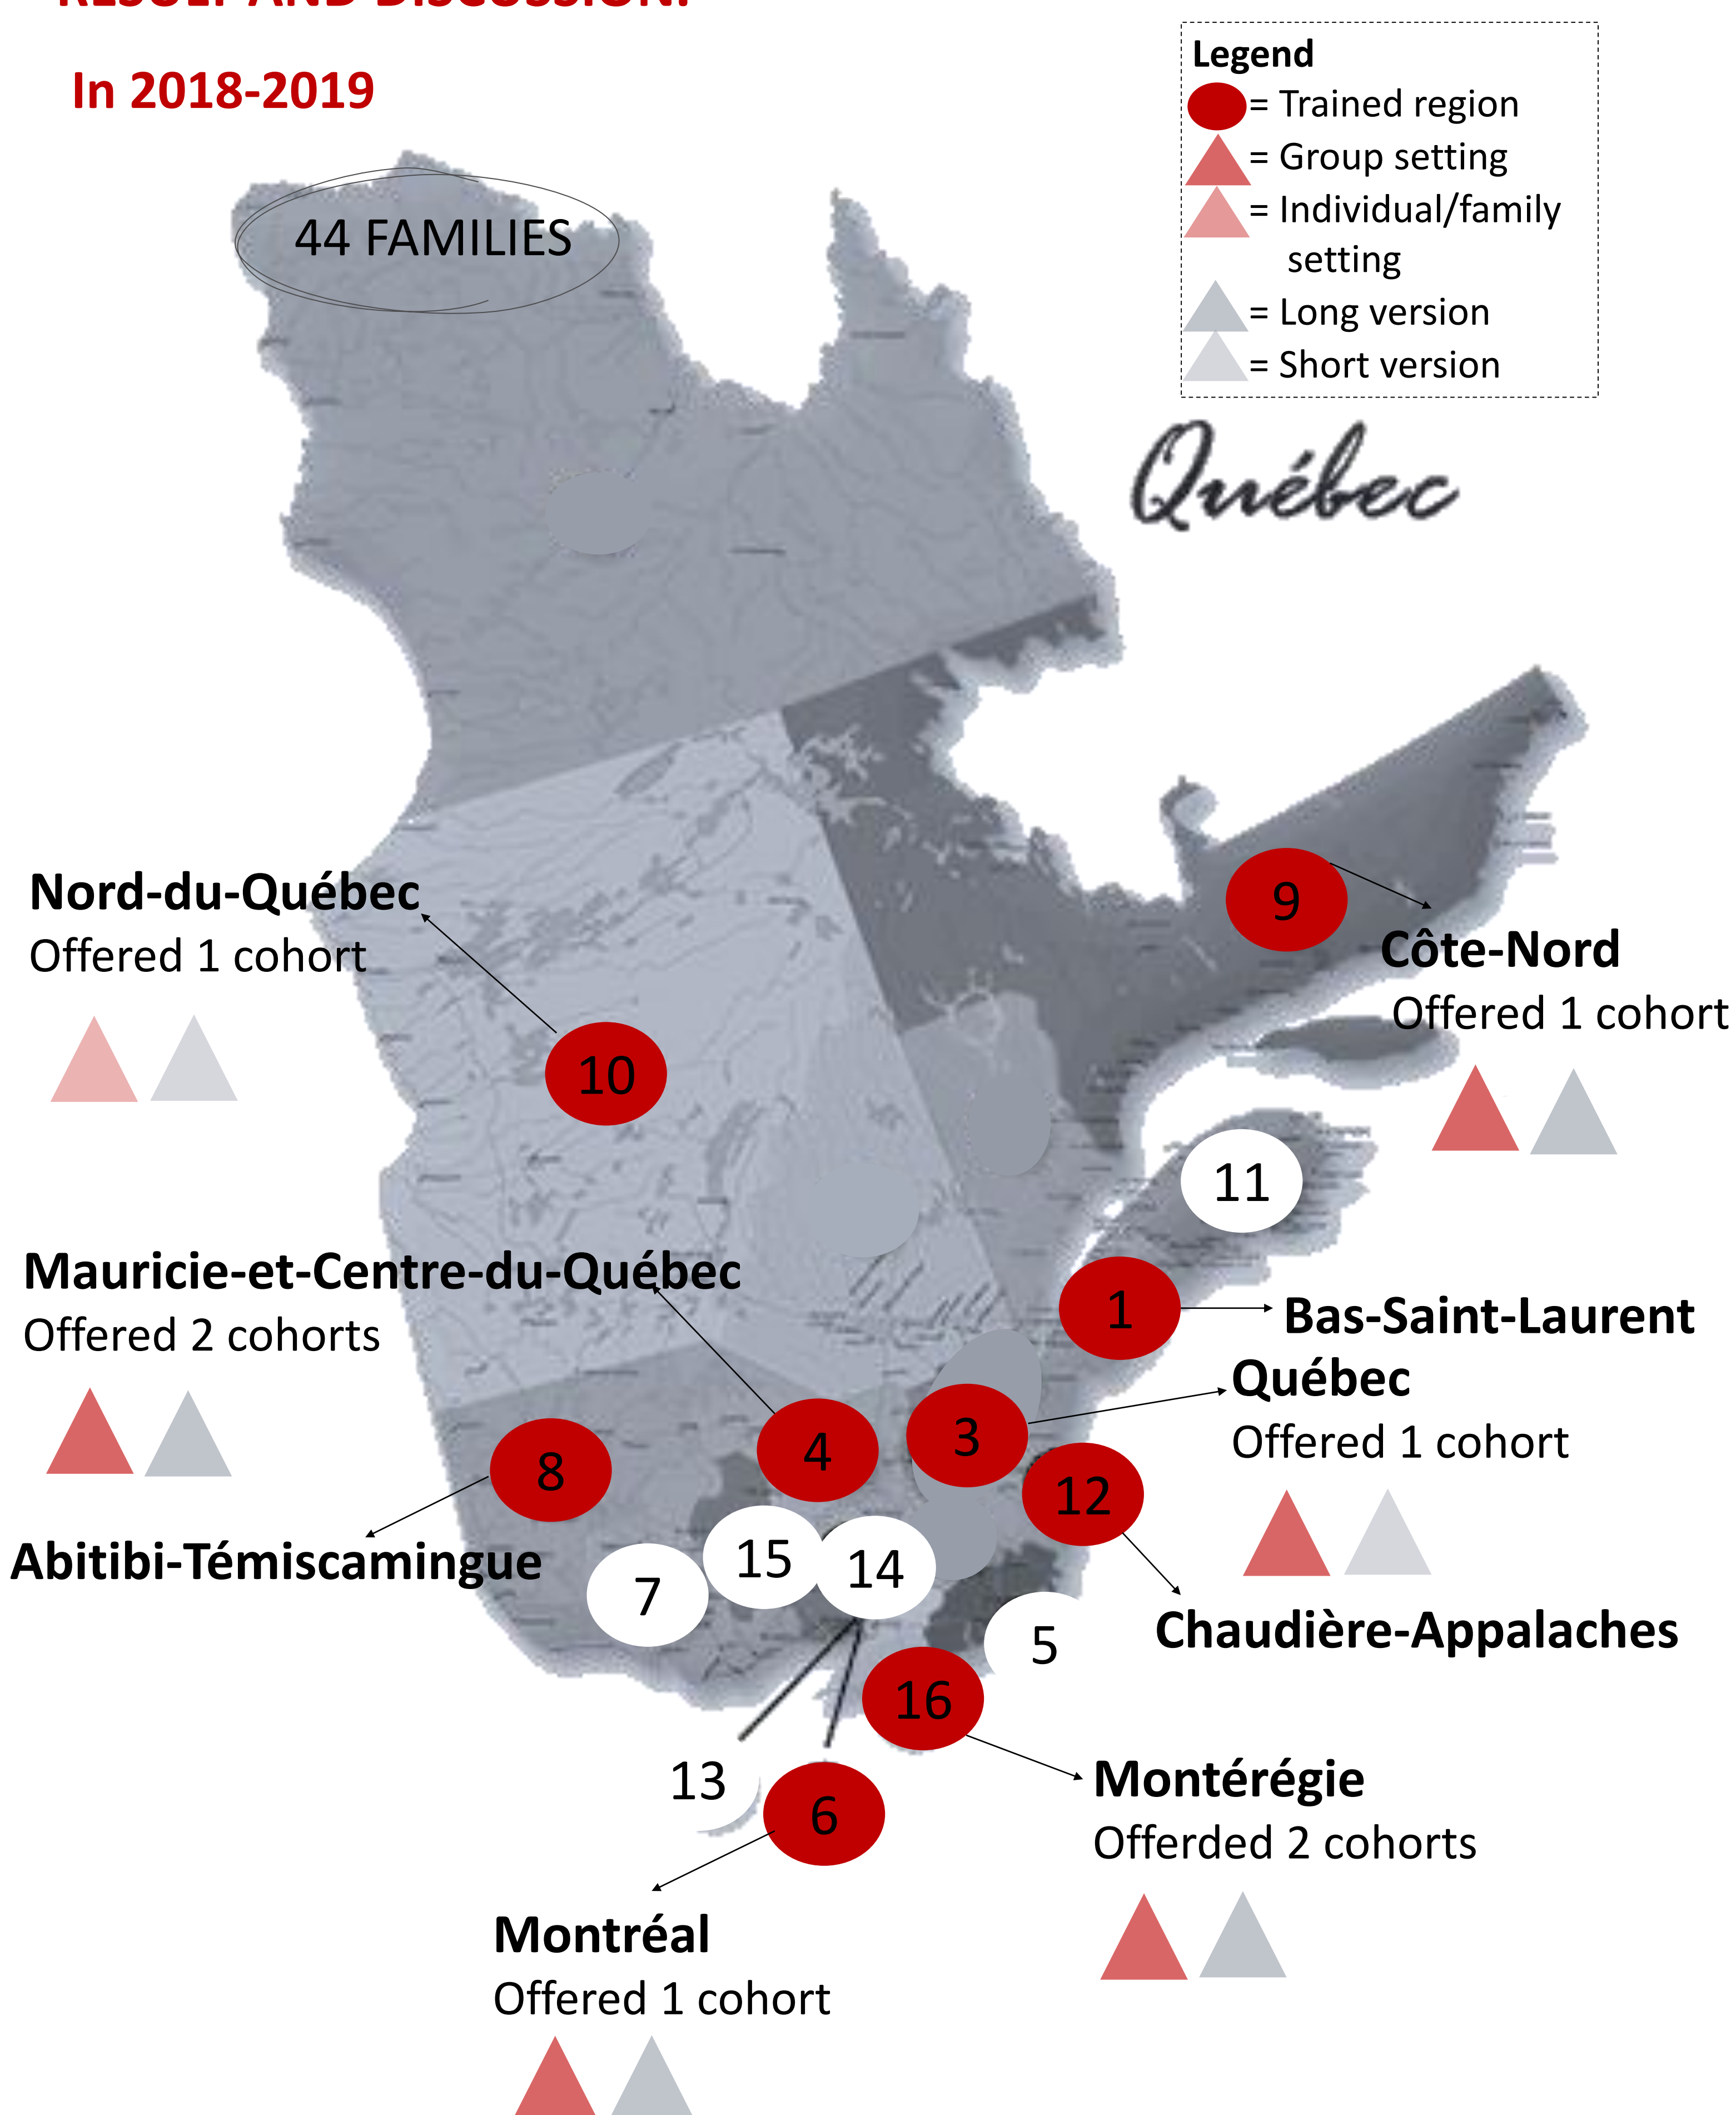 RESULT AND DISCUSSION:
In 2018-2019
Legend
= Trained region
= Group setting
= Individual/family
setting
= Long version
= Short version
44 FAMILIES
Québec
Nord-du-Québec
Offered 1 cohort
10
9
Côte-Nord
Offered 1 cohort
11
Mauricie-et-Centre-du-Québec
Offered 2 cohorts
1
Bas-Saint-Laurent
Québec
Offered 1 cohort
3
4
8
12
Abitibi-Témiscamingue
7
15
14
5
Chaudière-Appalaches
16
13
6
Montérégie
Offerded 2 cohorts
Montréal
Offered 1 cohort